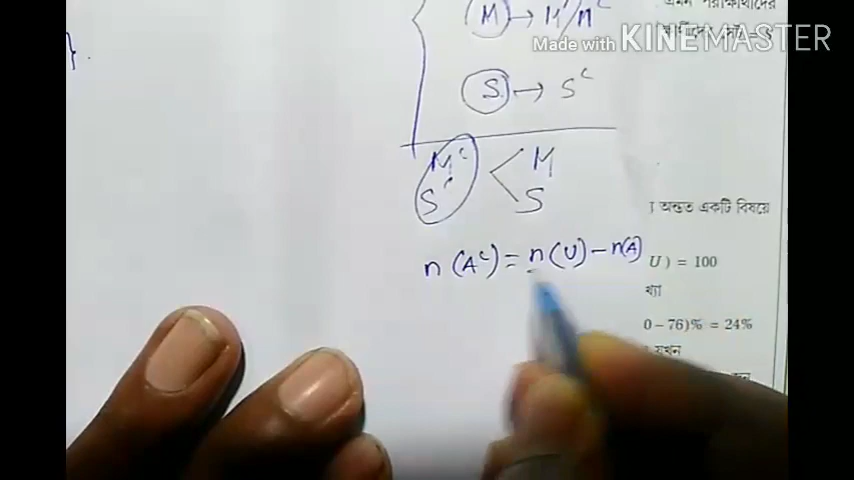 M → M'/M^c
Made with KINEMASTER
S → S^c
M^c < M
S^c S
n (A^c) = n (U) - n(A)
অন্তত একটি বিষয়ে
U ) = 100
খ্যা
0 – 76)% = 24%